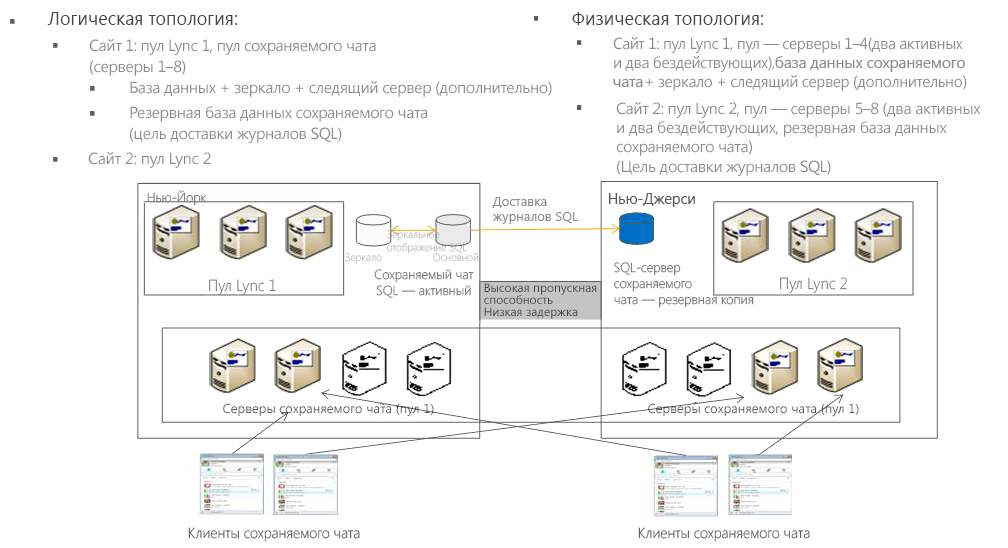 Логическая топология:
Сайт 1: пул Lync 1, пул сохраняемого чата
(серверы 1–8)
База данных + зеркало + следящий сервер (дополнительно)
Резервная база данных сохраняемого чата
(цель доставки журналов SQL)
Сайт 2: пул Lync 2
Физическая топология:
Сайт 1: пул Lync 1, пул — серверы 1–4(два активных
и два бездействующих),база данных сохраняемого
чата+ зеркало + следящий сервер (дополнительно)
Сайт 2: пул Lync 2, пул — серверы 5–8 (два активных
и два бездействующих, резервная база данных
сохраняемого чата)
(Цель доставки журналов SQL)
Нью-Йорк
Пул Lync 1
Зеркальное
отображение SQL
Зеркало
Основной
Сохраняемый чат
SQL — активный
Доставка
журналов SQL
Высокая пропускная
способность
Низкая задержка
Нью-Джерси
SQL-сервер
сохраняемого
чата — резервная копия
Пул Lync 2
Серверы сохраняемого чата (пул 1)
Серверы сохраняемого чата (пул 1)
Клиенты сохраняемого чата
Клиенты сохраняемого чата